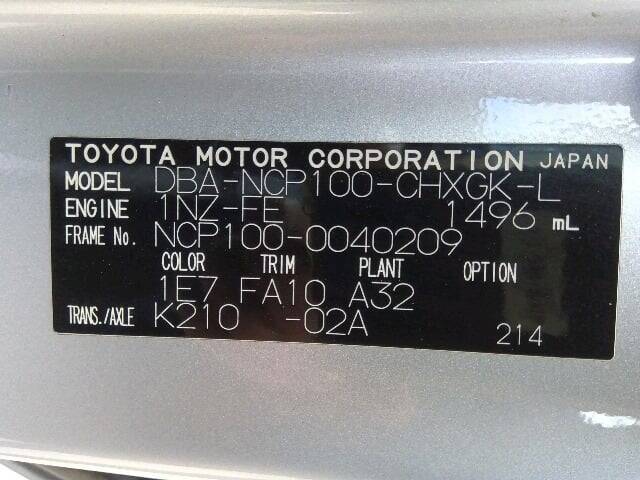 TOYOTA MOTOR CORPORATION JAPAN
MODEL DBA-NCP100-CHXGK-L
ENGINE 1NZ-FE 1496 mL
FRAME No. NCP100-0040209
COLOR TRIM PLANT OPTION
1E7 FA10 A32
TRANS./AXLE K210 -02A 214